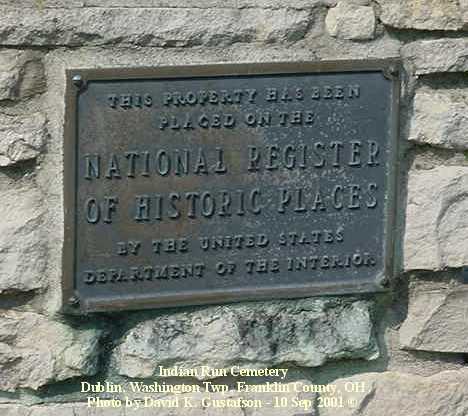 THIS PROPERTY HAS BEEN
PLACED ON THE
NATIONAL REGISTER
OF HISTORIC PLACES
BY THE UNITED STATES
DEPARTMENT OF THE INTERIOR
Indian Run Cemetery
Dublin, Washington Twp, Franklin County, OH
Photo by David K. Gustafson - 10 Sep 2001 ©